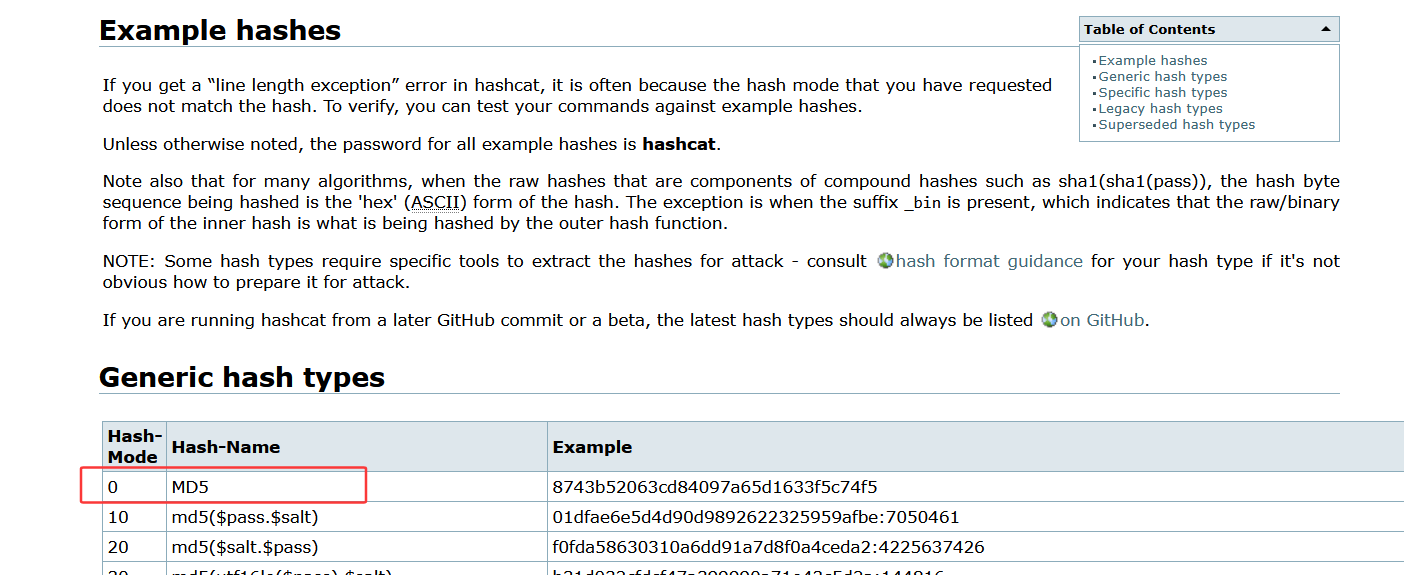 Example hashes
Table of Contents
Example hashes
Generic hash types
Specific hash types
Legacy hash types
Superseded hash types
If you get a “line length exception” error in hashcat, it is often because the hash mode that you have requested
does not match the hash. To verify, you can test your commands against example hashes.
Unless otherwise noted, the password for all example hashes is hashcat.
Note also that for many algorithms, when the raw hashes that are components of compound hashes such as sha1(sha1(pass)), the hash byte
sequence being hashed is the 'hex' (ASCII) form of the hash. The exception is when the suffix _bin is present, which indicates that the raw/binary
form of the inner hash is what is being hashed by the outer hash function.
NOTE: Some hash types require specific tools to extract the hashes for attack - consult hash format guidance for your hash type if it's not
obvious how to prepare it for attack.
If you are running hashcat from a later GitHub commit or a beta, the latest hash types should always be listed on GitHub.
Generic hash types
Hash-
Mode Hash-Name Example
0 MD5 8743b52063cd84097a65d1633f5c74f5
10 md5($pass.$salt) 01dfae6e5d4d90d9892622325959afbe:7050461
20 md5($salt.$pass) f0fda58630310a6dd91a7d8f0a4ceda2:4225637426